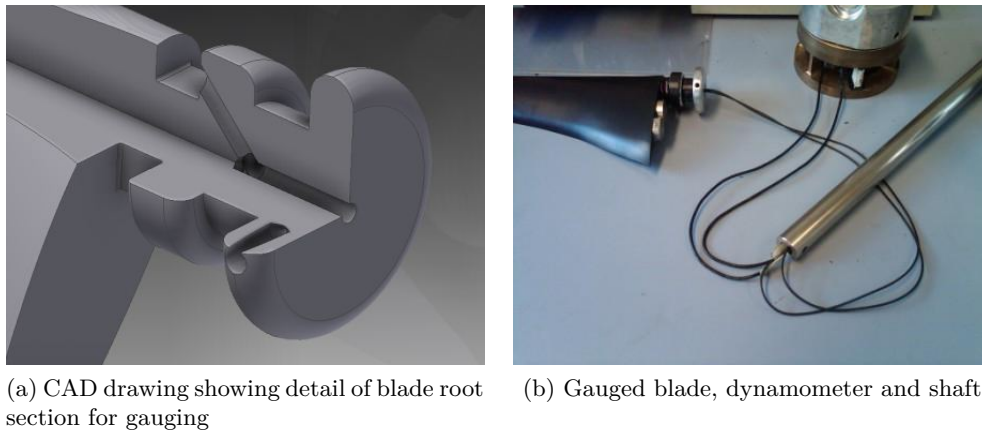 (a) CAD drawing showing detail of blade root
section for gauging
(b) Gauged blade, dynamometer and shaft